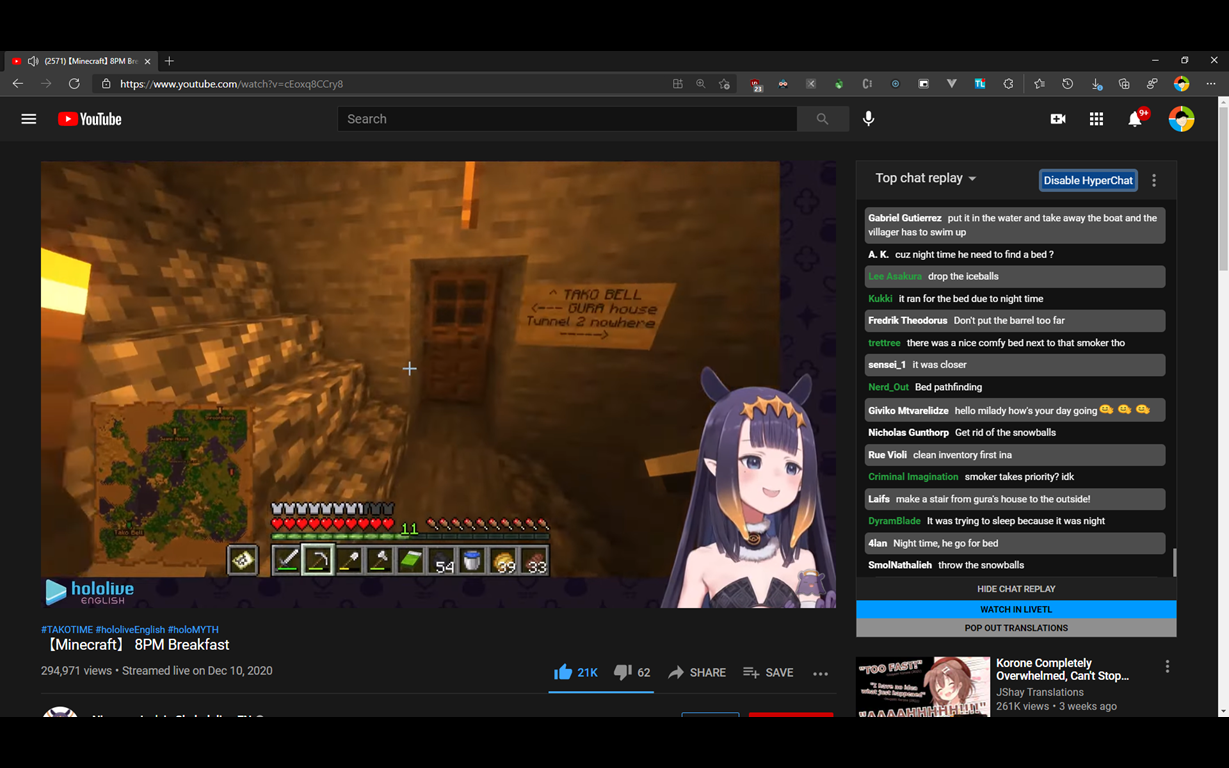 (2571)【Minecraft】8PM Bre
https://www.youtube.com/watch?v=cEoxq8CCry8
23
TL
YouTube
Search
9+
^ TAKO BELL
<--- GURA house
Tunnel 2 nowhere
----->
11
54
39
33
hololive
ENGLISH
Top chat replay
Disable HyperChat
Gabriel Gutierrez put it in the water and take away the boat and the
villager has to swim up
A. K. cuz night time he need to find a bed ?
Lee Asakura drop the iceballs
Kukki it ran for the bed due to night time
Fredrik Theodorus Don't put the barrel too far
trettree there was a nice comfy bed next to that smoker tho
sensei_1 it was closer
Nerd_Out Bed pathfinding
Giviko Mtvarelidze hello milady how's your day going
Nicholas Gunthorp Get rid of the snowballs
Rue Violi clean inventory first ina
Criminal Imagination smoker takes priority? idk
Laifs make a stair from gura's house to the outside!
DyramBlade It was trying to sleep because it was night
4lan Night time, he go for bed
SmolNathalieh throw the snowballs
HIDE CHAT REPLAY
WATCH IN LIVETL
POP OUT TRANSLATIONS
#TAKOTIME #hololiveEnglish #holoMYTH
【Minecraft】 8PM Breakfast
294,971 views • Streamed live on Dec 10, 2020
21K
62
SHARE
SAVE
"TOO FAST!"
"AAAAAHHHHH
Korone Completely
Overwhelmed, Can't Stop...
JShay Translations
261K views • 3 weeks ago